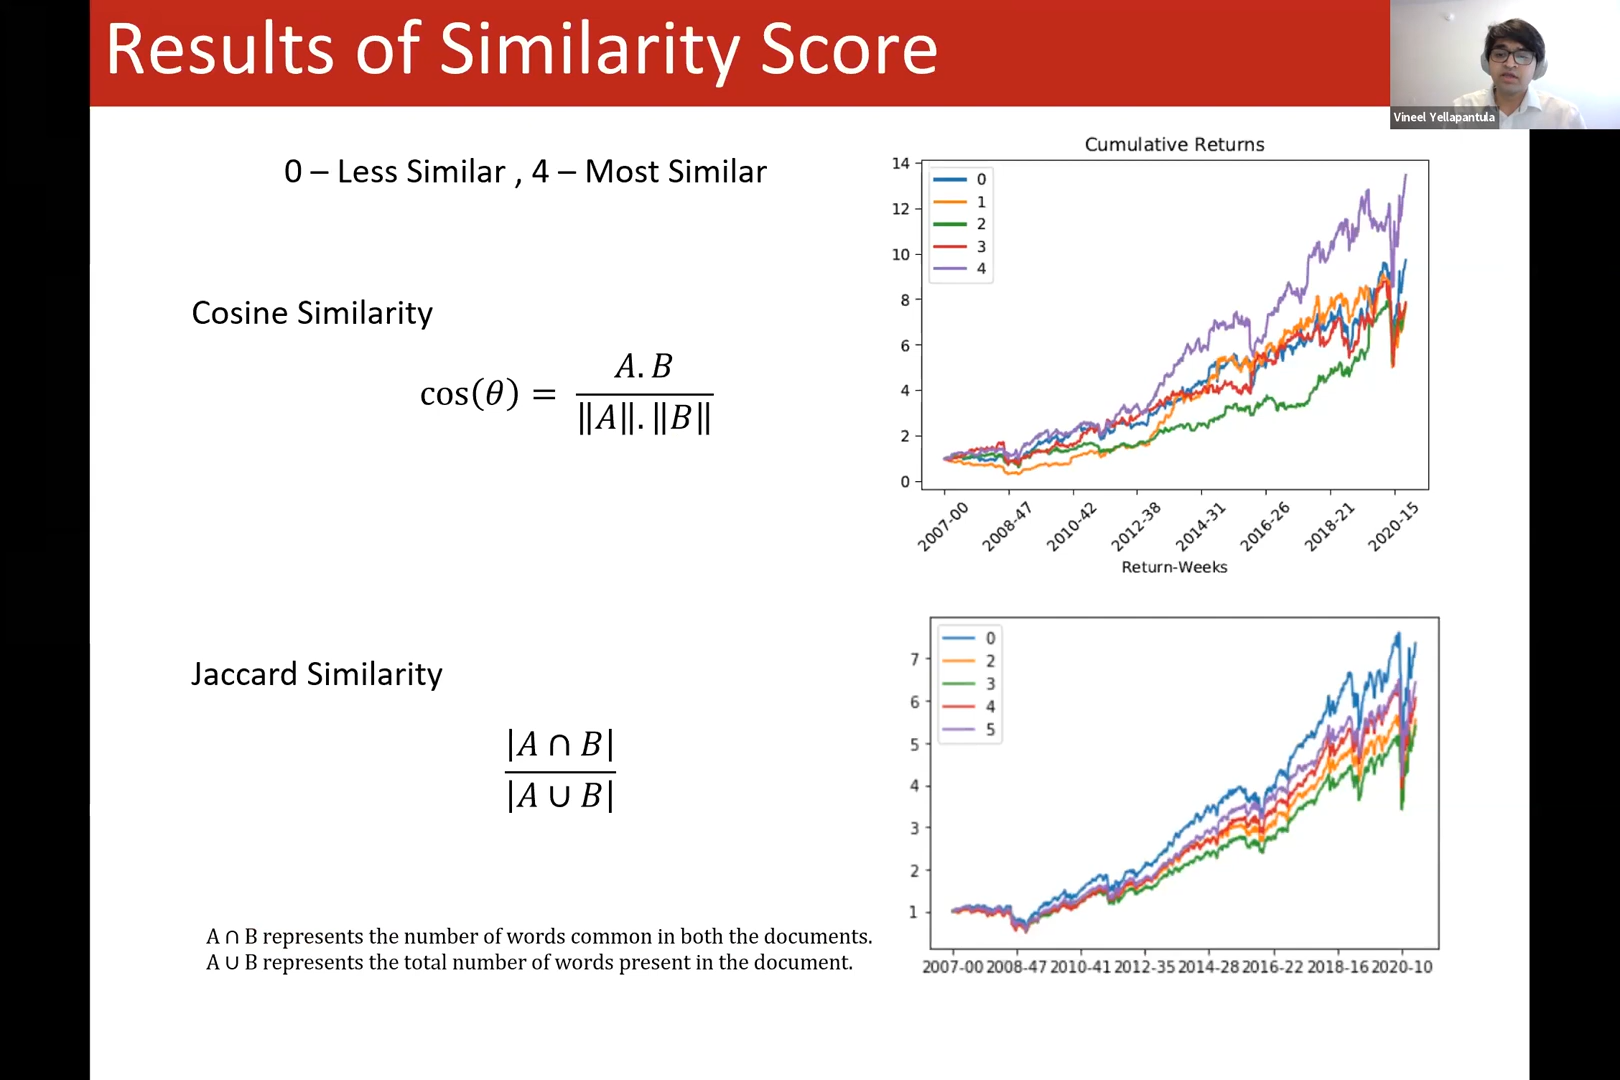 Results of Similarity Score
Vineel Yellapantula
0 – Less Similar , 4 – Most Similar
Cosine Similarity
cos(θ) = A. B / ‖A‖. ‖B‖
Cumulative Returns
14
12
10
8
6
4
2
0
0
1
2
3
4
2007-00 2008-47 2010-42 2012-38 2014-31 2016-26 2018-21 2020-15
Return-Weeks
Jaccard Similarity
|A ∩ B|
|A ∪ B|
7
6
5
4
3
2
1
0
2
3
4
5
2007-00 2008-47 2010-41 2012-35 2014-28 2016-22 2018-16 2020-10
A ∩ B represents the number of words common in both the documents.
A ∪ B represents the total number of words present in the document.